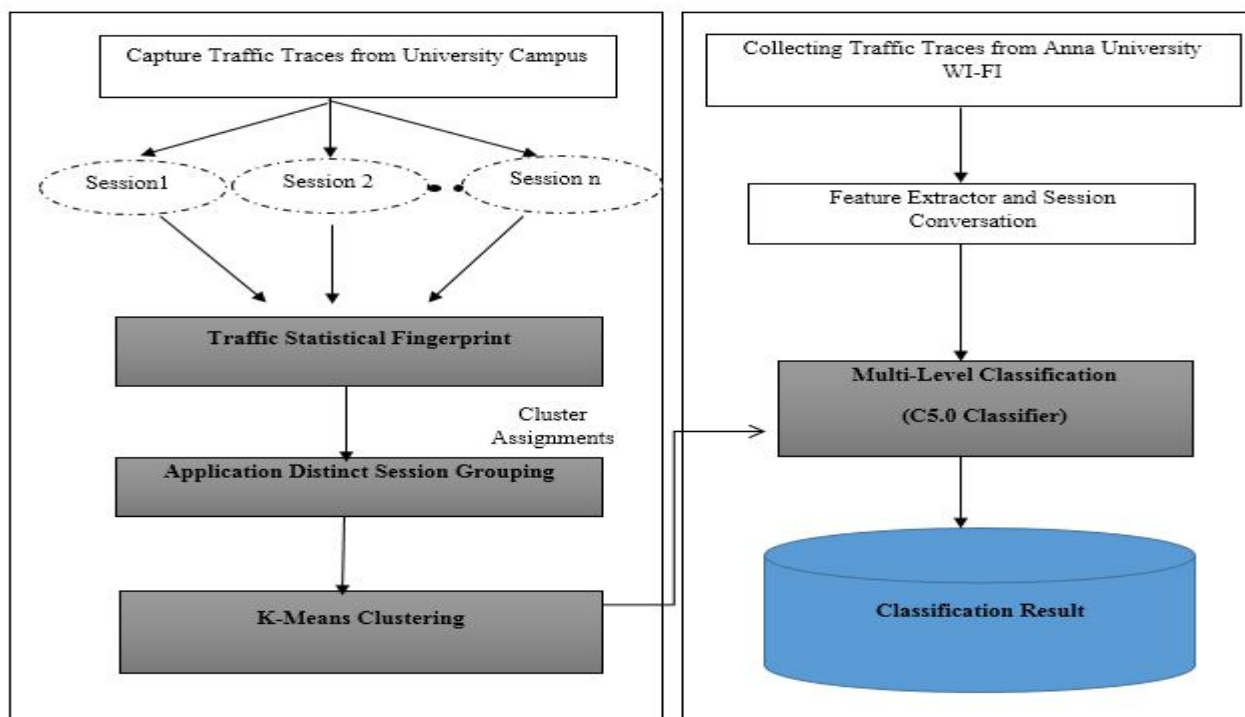 Capture Traffic Traces from University Campus
Session1
Session 2
Session n
Traffic Statistical Fingerprint
Cluster
Assignments
Application Distinct Session Grouping
K-Means Clustering
Collecting Traffic Traces from Anna University
WI-FI
Feature Extractor and Session
Conversation
Multi-Level Classification
(C5.0 Classifier)
Classification Result